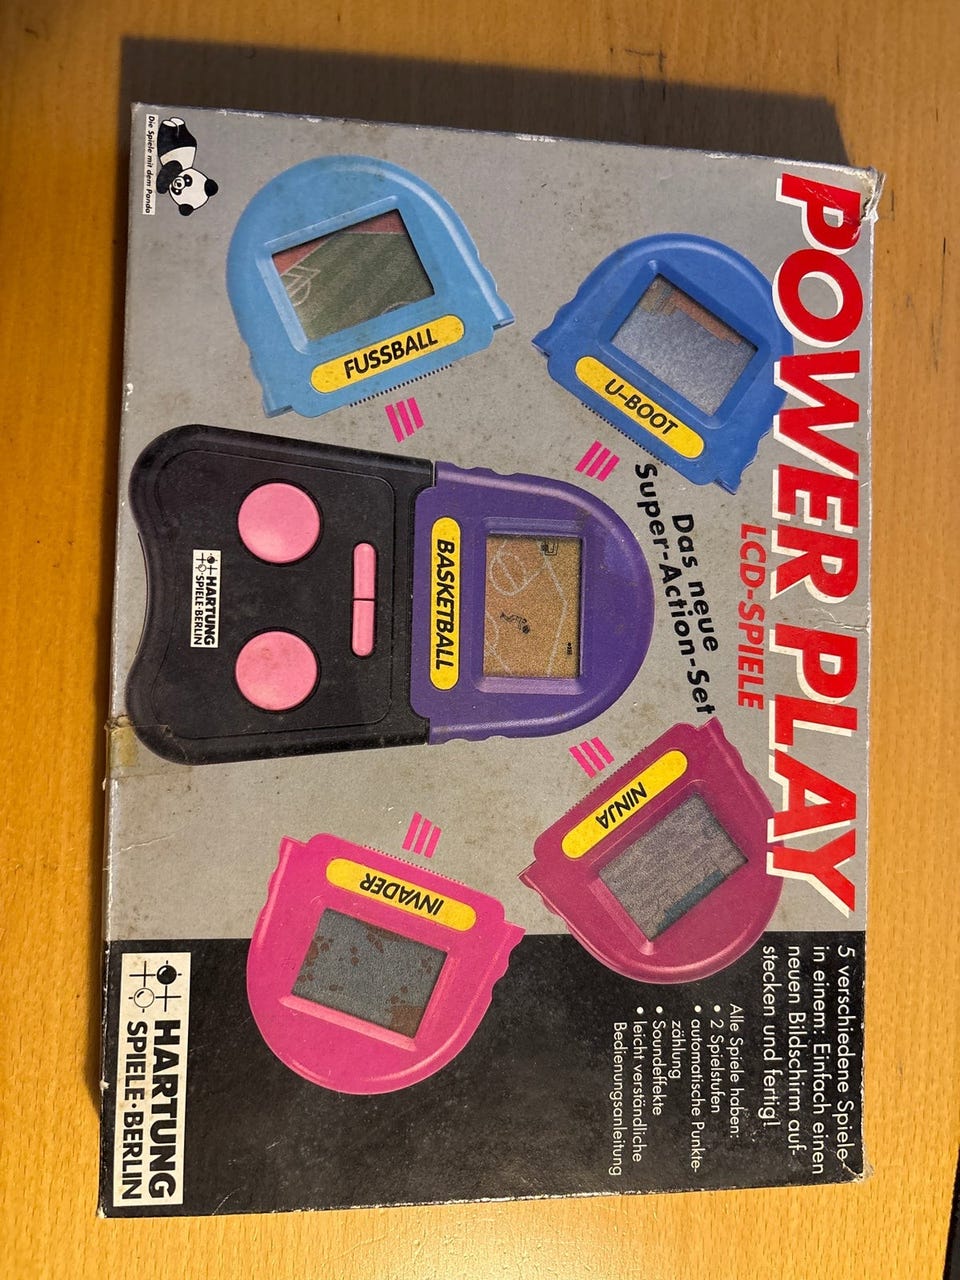 POWER PLAY
LCD-SPIELE
Das neue
Super-Action-Set
5 verschiedene Spiele
in einem: Einfach einen
neuen Bildschirm auf-
stecken und fertig!
Alle Spiele haben:
• 2 Spielstufen
• automatische Punkte-
zählung
• Soundeffekte
• leicht verständliche
Bedienungsanleitung
U-BOOT
NINJA
FUSSBALL
BASKETBALL
INVADER
HARTUNG
SPIELE·BERLIN
Die Spiele mit dem Panda
HARTUNG
SPIELE·BERLIN